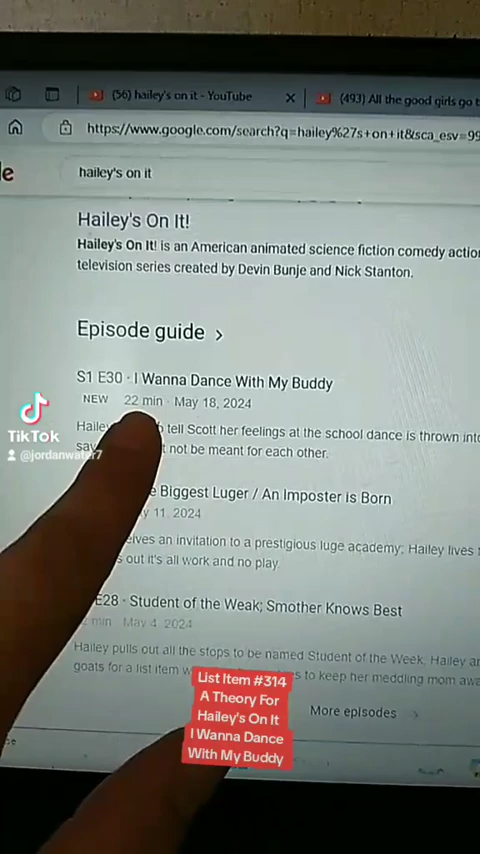 (56) hailey's on it - YouTube
(493) All the good girls go t
https://www.google.com/search?q=hailey%27s+on+it&sca_esv=99
le
hailey's on it
Hailey's On It!
Hailey's On It! is an American animated science fiction comedy actio
television series created by Devin Bunje and Nick Stanton.
Episode guide
S1 E30 · I Wanna Dance With My Buddy
NEW 22 min · May 18, 2024
Hailey tell Scott her feelings at the school dance is thrown into
say not be meant for each other.
TikTok
@jordanwater7
e Biggest Luger / An Imposter is Born
y 11, 2024
eives an invitation to a prestigious luge academy; Hailey lives
s out it's all work and no play.
E28 · Student of the Weak; Smother Knows Best
min · May 4, 2024
Hailey pulls out all the stops to be named Student of the Week; Hailey ar
goats for a list item w s to keep her meddling mom awa
More episodes
List Item #314
A Theory For
Hailey's On It
I Wanna Dance
With My Buddy